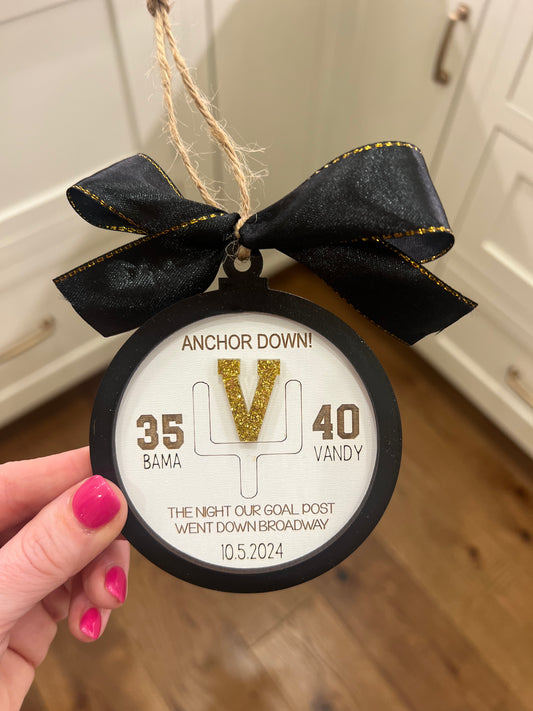 ANCHOR DOWN!
V
35 40
BAMA VANDY
THE NIGHT OUR GOAL POST
WENT DOWN BROADWAY
10.5.2024